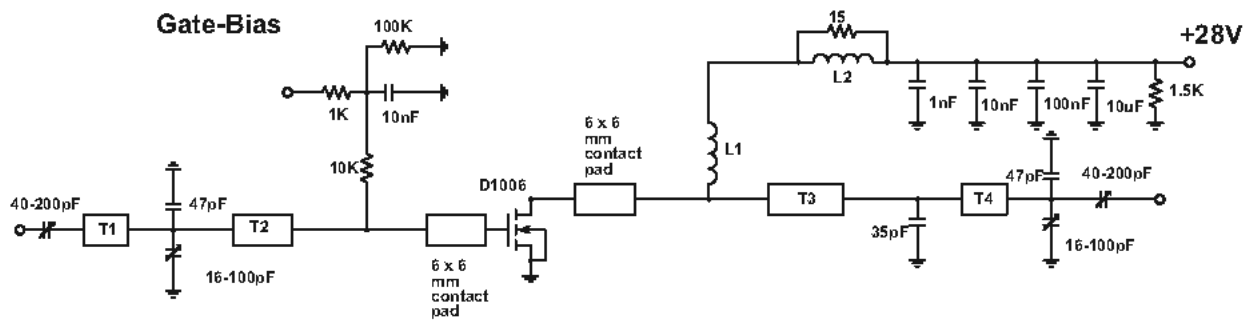 Gate-Bias
100K
1K
10nF
10K
15
L2
+28V
1nF
10nF
100nF
10uF
1.5K
L1
6 x 6
mm
contact
pad
D1006
40-200pF
T1
47pF
16-100pF
T2
6 x 6
mm
contact
pad
T3
35pF
T4
47pF
40-200pF
16-100pF